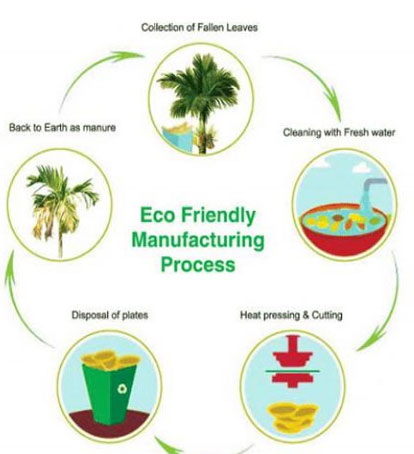 Collection of Fallen Leaves
Back to Earth as manure
Cleaning with Fresh water
Eco Friendly
Manufacturing
Process
Disposal of plates
Heat pressing & Cutting